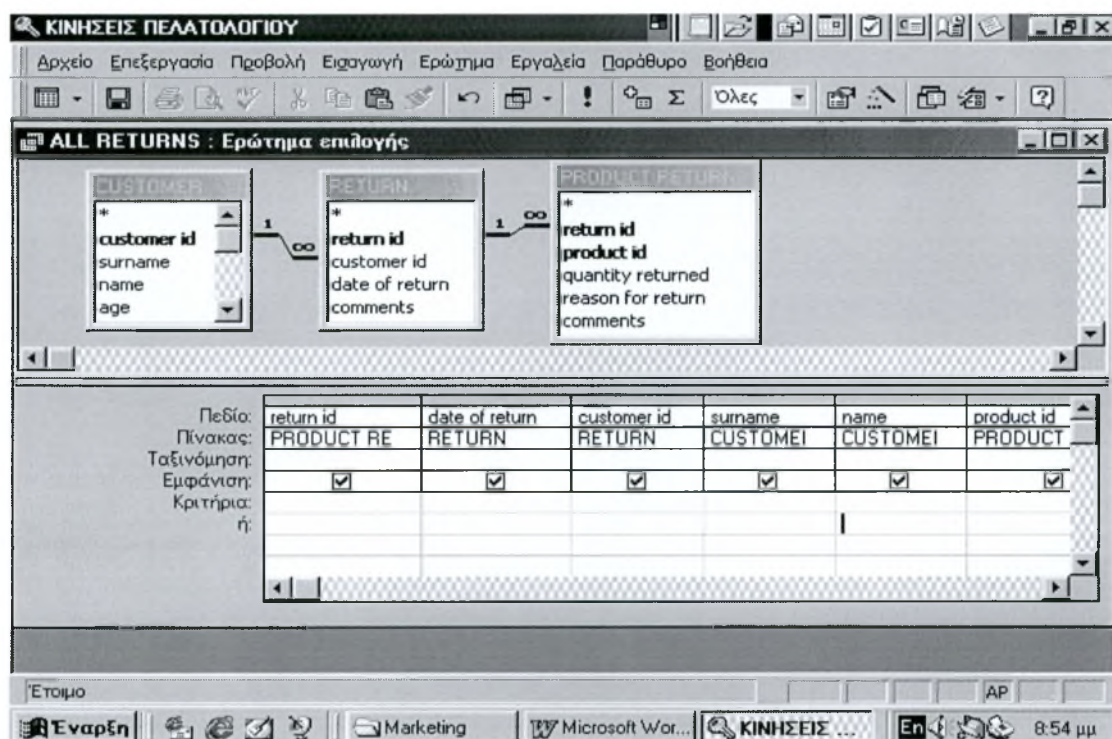 ΚΙΝΗΣΕΙΣ ΠΕΛΑΤΟΛΟΓΙΟΥ
Αρχείο Επεξεργασία Προβολή Εισαγωγή Ερώτημα Εργαλεία Παράθυρο Βοήθεια
Σ Όλες
ALL RETURNS : Ερώτημα επιλογής
CUSTOMER RETURN PRODUCT RETURN
* * *
customer id return id return id
surname customer id product id
name date of return quantity returned
age comments reason for return
comments
1 ∞ 1 ∞
Πεδίο: return id date of return customer id surname name product id
Πίνακας: PRODUCT RE RETURN RETURN CUSTOMEI CUSTOMEI PRODUCT
Ταξινόμηση:
Εμφάνιση:
Κριτήρια:
ή:
Έτοιμο AP
Έναρξη Marketing Microsoft Wor... ΚΙΝΗΣΕΙΣ ... En 8:54 μμ